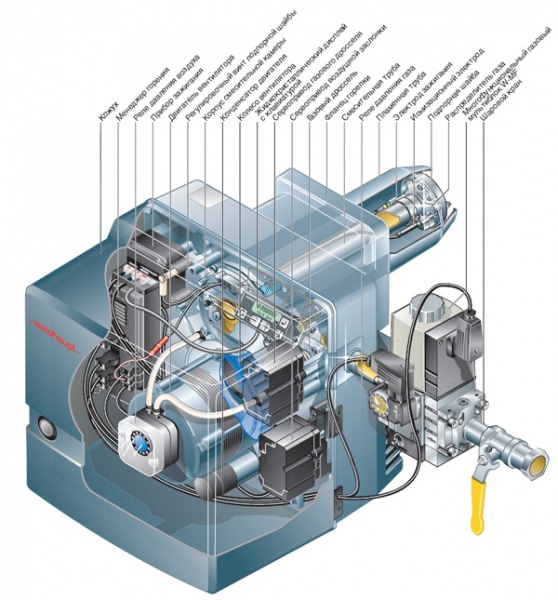 Кожух
Менеджер горения
Реле давления воздуха
Прибор зажигания
Двигатель вентилятора
Регулировочный винт подпорной шайбы
Корпус смесительной камеры
Конденсатор двигателя
Колесо вентилятора
Жидкокристаллический дисплей
с клавиатурой
Сервопривод газового дросселя
Сервопривод воздушной заслонки
Газовый дроссель
Фланец горелки
Смесительная труба
Реле давления газа
Пламенная труба
Электрод зажигания
Ионизационный электрод
Подпорная шайба
Распределитель газа
Многофункциональный газовый
мультиблок W-MF
Шаровой кран
weishaupt